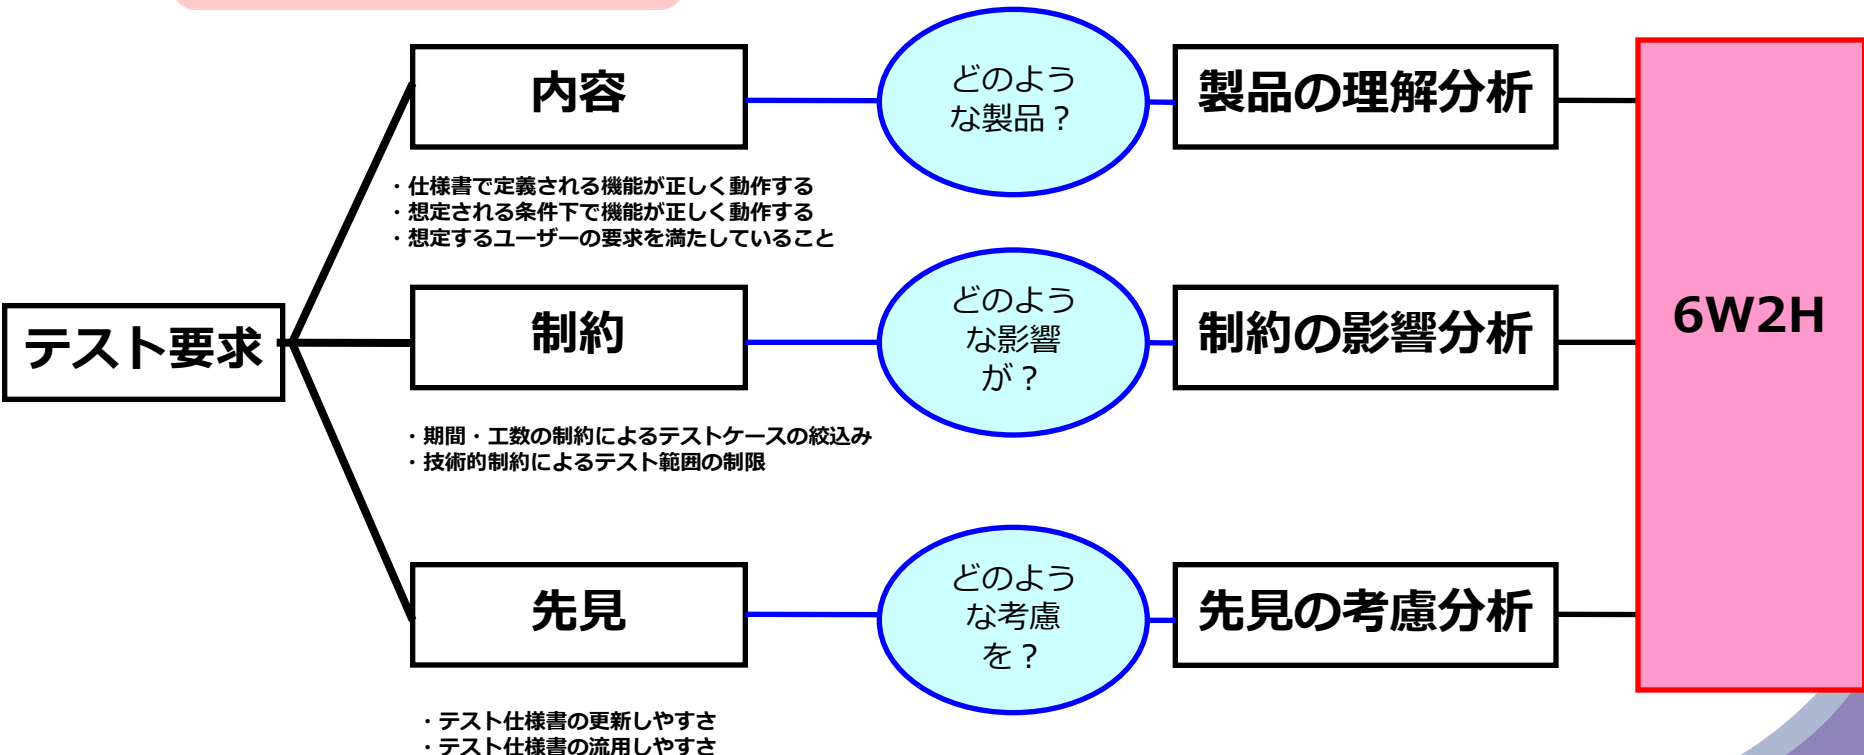 内容
どのよう
な製品？
製品の理解分析
・仕様書で定義される機能が正しく動作する
・想定される条件下で機能が正しく動作する
・想定するユーザーの要求を満たしていること
テスト要求
制約
どのよう
な影響
が？
制約の影響分析
6W2H
・期間・工数の制約によるテストケースの絞込み
・技術的制約によるテスト範囲の制限
先見
どのよう
な考慮
を？
先見の考慮分析
・テスト仕様書の更新しやすさ
・テスト仕様書の流用しやすさ